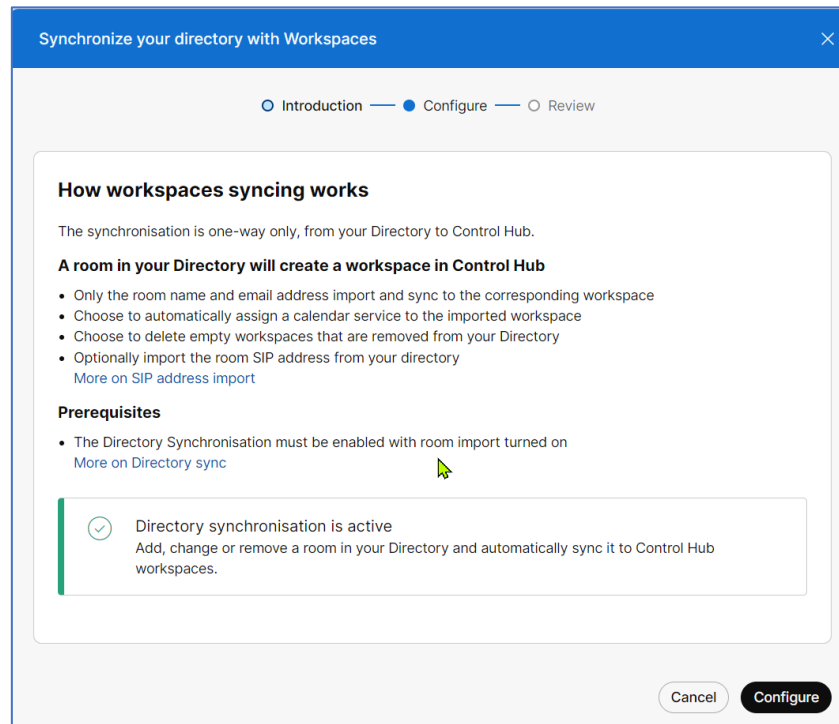 Synchronize your directory with Workspaces
Introduction Configure Review
How workspaces syncing works
The synchronisation is one-way only, from your Directory to Control Hub.
A room in your Directory will create a workspace in Control Hub
• Only the room name and email address import and sync to the corresponding workspace
• Choose to automatically assign a calendar service to the imported workspace
• Choose to delete empty workspaces that are removed from your Directory
• Optionally import the room SIP address from your directory
More on SIP address import
Prerequisites
• The Directory Synchronisation must be enabled with room import turned on
More on Directory sync
Directory synchronisation is active
Add, change or remove a room in your Directory and automatically sync it to Control Hub
workspaces.
Cancel Configure